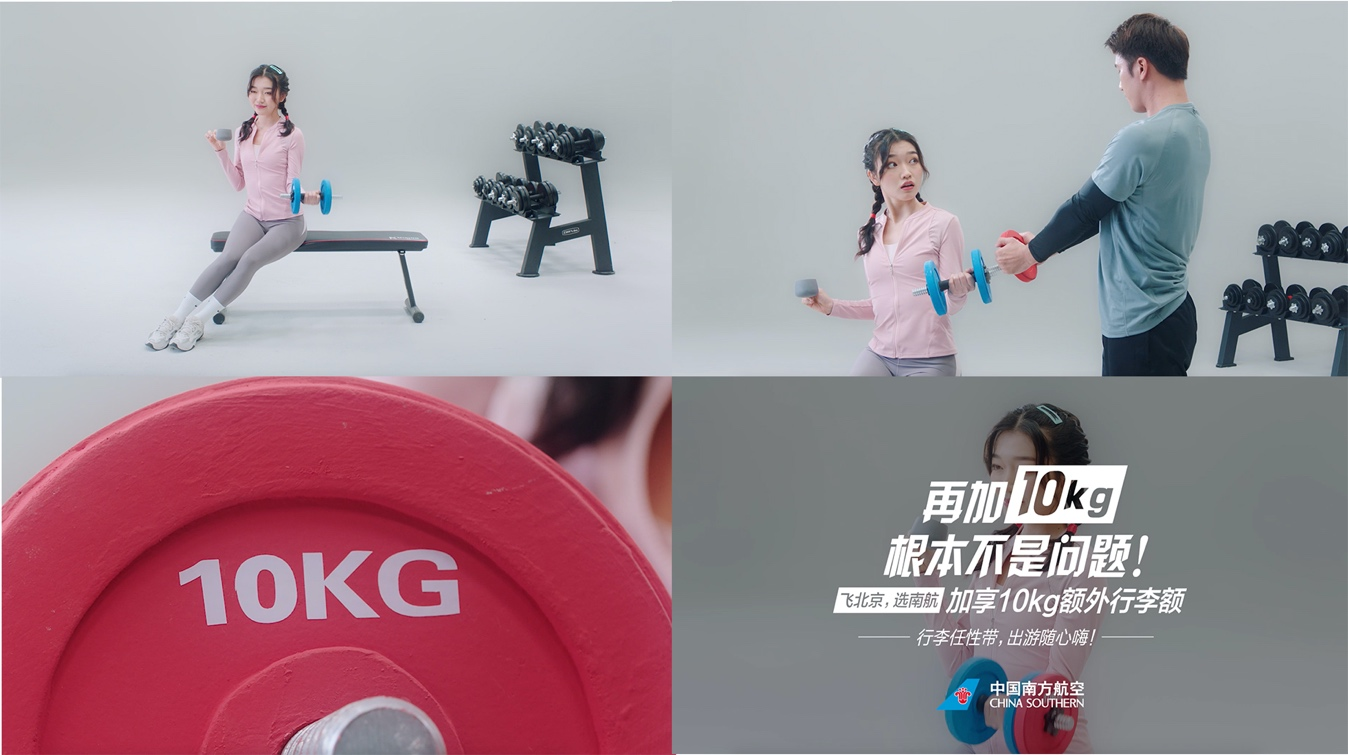 10KG
再加10kg
根本不是问题!
飞北京,选南航 加享10kg额外行李额
行李任性带,出游随心嗨!
中国南方航空
CHINA SOUTHERN